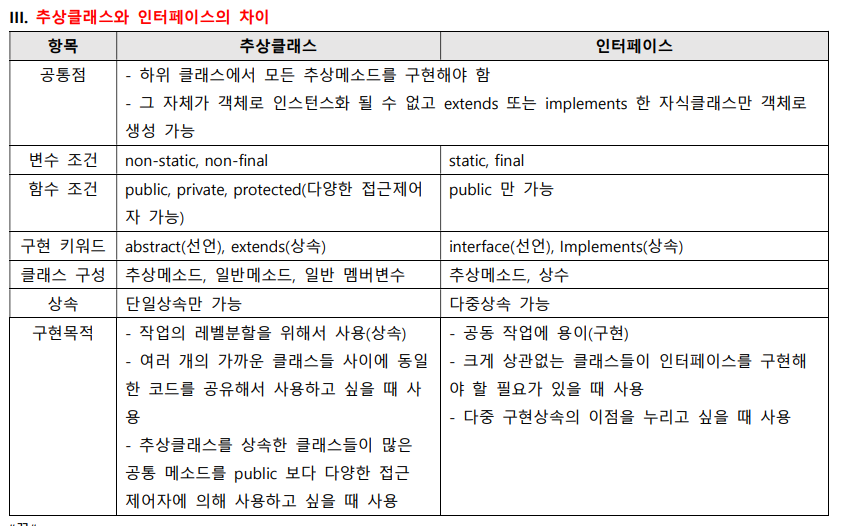 III. 추상클래스와 인터페이스의 차이
항목 추상클래스 인터페이스
공통점 - 하위 클래스에서 모든 추상메소드를 구현해야 함
- 그 자체가 객체로 인스턴스화 될 수 없고 extends 또는 implements 한 자식클래스만 객체로
생성 가능
변수 조건 non-static, non-final static, final
함수 조건 public, private, protected(다양한 접근제어 public 만 가능
자 가능)
구현 키워드 abstract(선언), extends(상속) interface(선언), Implements(상속)
클래스 구성 추상메소드, 일반메소드, 일반 멤버변수 추상메소드, 상수
상속 단일상속만 가능 다중상속 가능
구현목적 - 작업의 레벨분할을 위해서 사용(상속)
- 여러 개의 가까운 클래스들 사이에 동일
한 코드를 공유해서 사용하고 싶을 때 사
용
- 추상클래스를 상속한 클래스들이 많은
공통 메소드를 public 보다 다양한 접근
제어자에 의해 사용하고 싶을 때 사용
- 공동 작업에 용이(구현)
- 크게 상관없는 클래스들이 인터페이스를 구현해
야 할 필요가 있을 때 사용
- 다중 구현상속의 이점을 누리고 싶을 때 사용